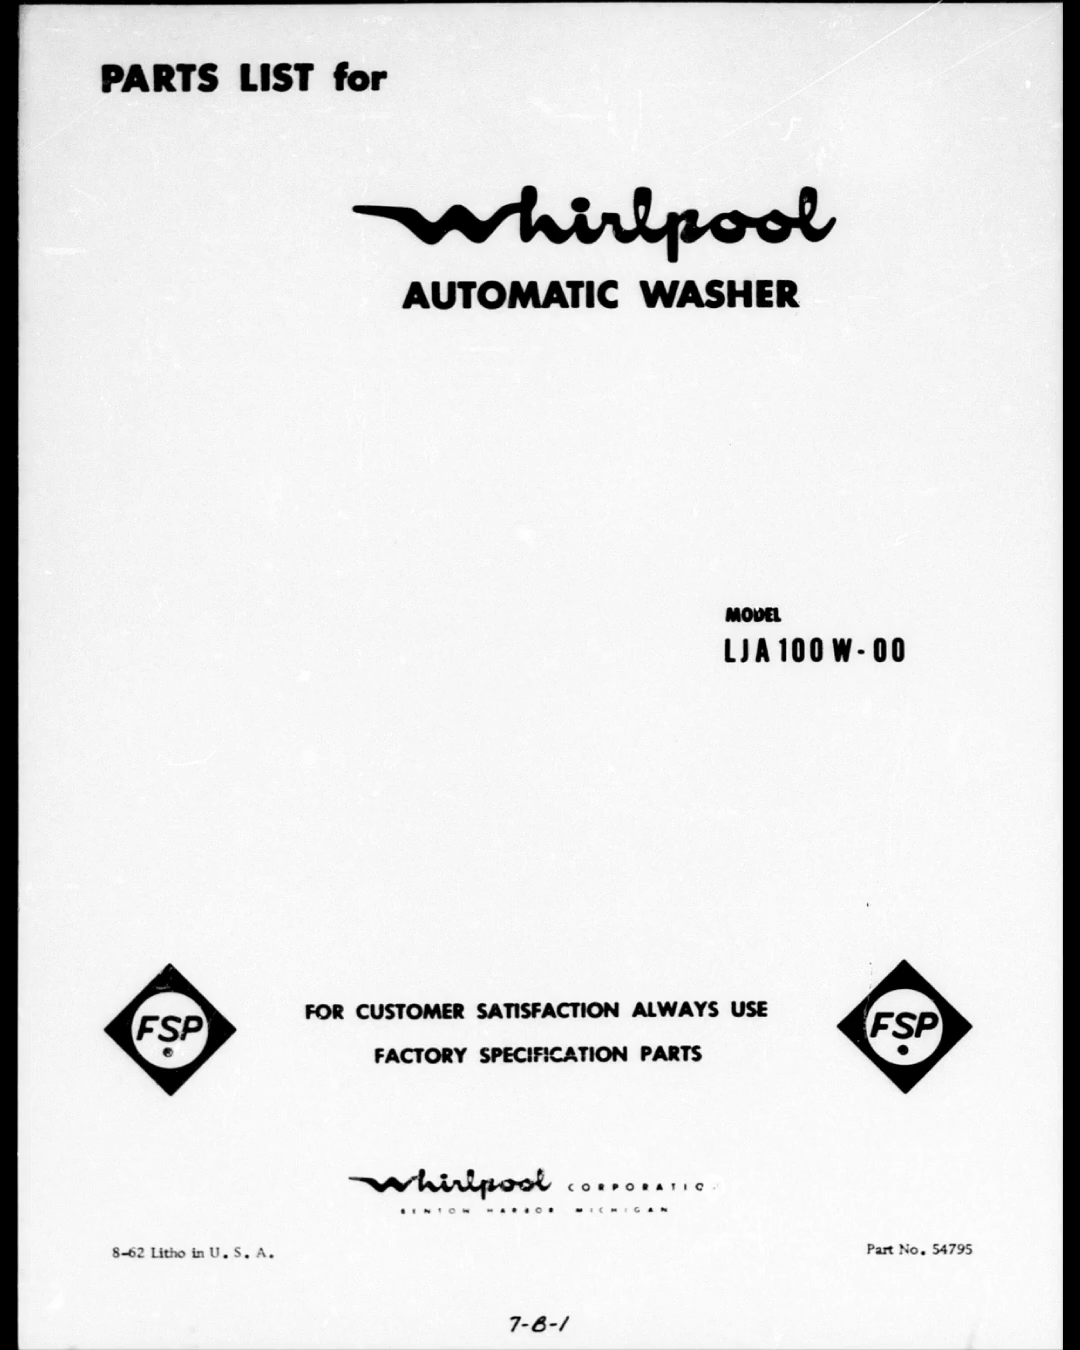 PARTS LIST for
Whirlpool
AUTOMATIC WASHER
MODEL
LJA100W-00
FSP
®
FOR CUSTOMER SATISFACTION ALWAYS USE
FACTORY SPECIFICATION PARTS
FSP
Whirlpool CORPORATIO
BENTON HARBOR MICHIGAN
8-62 Litho in U. S. A.
Part No. 54795
7-B-1